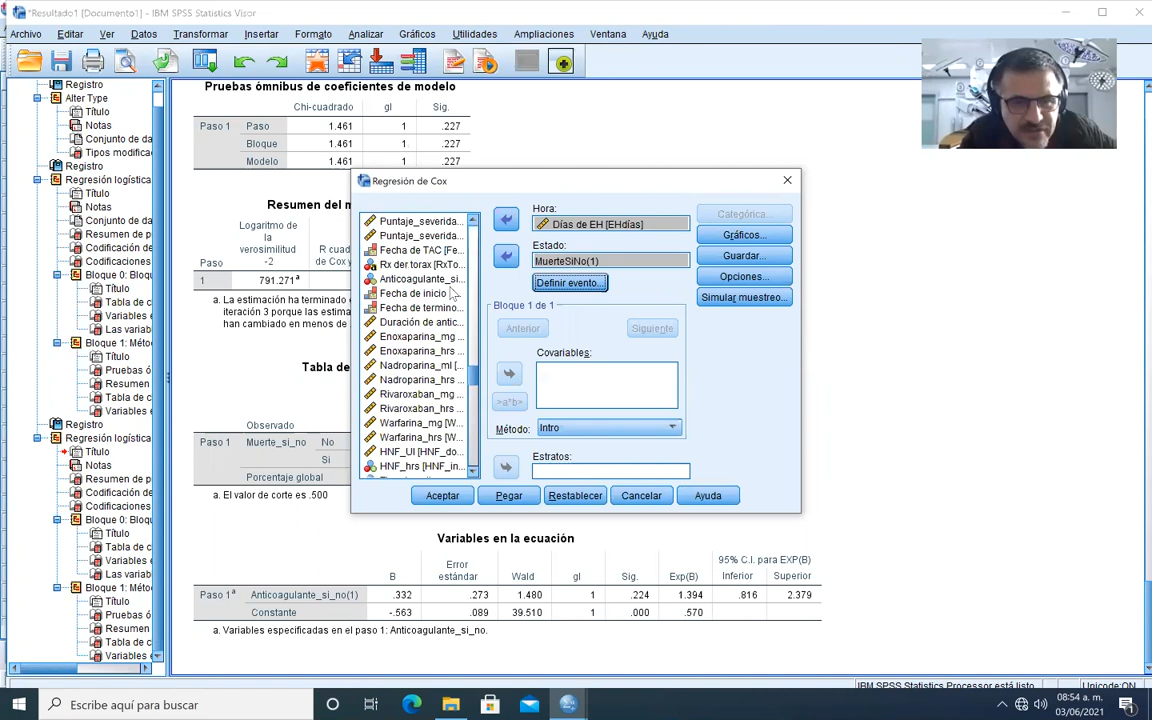 *Resultado1 [Documento1] - IBM SPSS Statistics Visor
Archivo Editar Ver Datos Transformar Insertar Formato Analizar Gráficos Utilidades Ampliaciones Ventana Ayuda
Registro
Alter Type
Título
Notas
Conjunto de da
Tipos modifica
Registro
Regresión logística
Título
Notas
Conjunto de da
Resumen de pr
Codificación de
Codificaciones
Bloque 0: Bloqu
Título
Tabla de c
Variables e
Las variab
Bloque 1: Méto
Título
Pruebas ó
Resumen
Tabla de c
Variables e
Registro
Regresión logística
Título
Notas
Resumen de p
Codificación de
Codificaciones
Bloque 0: Bloqu
Título
Tabla de c
Variables e
Las variab
Bloque 1: Méto
Título
Pruebas ó
Resumen
Tabla de c
Variables e
Pruebas ómnibus de coeficientes de modelo
Chi-cuadrado gl Sig.
Paso 1 Paso 1.461 1 .227
Bloque 1.461 1 .227
Modelo 1.461 1 .227
Resumen del m
Logaritmo de
la
verosimilitud R cuad
Paso -2 de Cox y
1 791.271ᵃ
a. La estimación ha terminado e
iteración 3 porque las estima
han cambiado en menos de
Tabla de
Observado
Paso 1 Muerte_si_no No
Si
Porcentaje global
a. El valor de corte es .500
Variables en la ecuación
95% C.I. para EXP(B)
B Error estándar Wald gl Sig. Exp(B) Inferior Superior
Paso 1ᵃ Anticoagulante_si_no(1) .332 .273 1.480 1 .224 1.394 .816 2.379
Constante -.563 .089 39.510 1 .000 .570
a. Variables especificadas en el paso 1: Anticoagulante_si_no.
Regresión de Cox
Puntaje_severida...
Puntaje_severida...
Fecha de TAC [Fe...
Rx der torax [RxTo...
Anticoagulante_si...
Fecha de inicio
Fecha de termino...
Duración de antic...
Enoxaparina_mg ...
Enoxaparina_hrs ...
Nadroparina_ml [...
Nadroparina_hrs ...
Rivaroxaban_mg ...
Rivaroxaban_hrs ...
Warfarina_mg [W...
Warfarina_hrs [W...
HNF_UI [HNF_do...
HNF_hrs [HNF_in...
Hora:
Días de EH [EHdías]
Estado:
MuerteSiNo(1)
Definir evento...
Bloque 1 de 1
Anterior Siguiente
Covariables:
>a*b>
Método: Intro
Estratos:
Categórica...
Gráficos...
Guardar...
Opciones...
Simular muestreo...
Aceptar Pegar Restablecer Cancelar Ayuda
IBM SPSS Statistics Processor está listo Unicode:ON
Escribe aquí para buscar
08:54 a. m.
03/06/2021
1